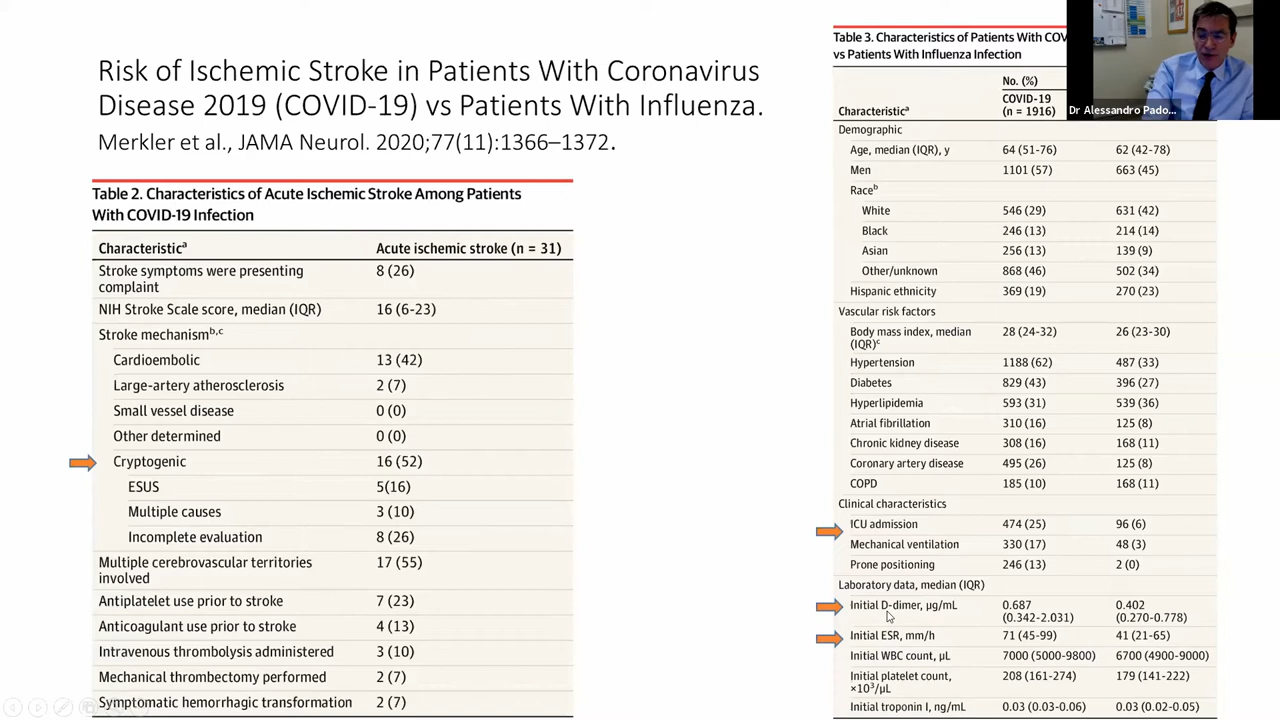 Risk of Ischemic Stroke in Patients With Coronavirus
Disease 2019 (COVID-19) vs Patients With Influenza.
Merkler et al., JAMA Neurol. 2020;77(11):1366–1372.
Table 2. Characteristics of Acute Ischemic Stroke Among Patients
With COVID-19 Infection
Characteristicᵃ Acute ischemic stroke (n = 31)
Stroke symptoms were presenting
complaint 8 (26)
NIH Stroke Scale score, median (IQR) 16 (6-23)
Stroke mechanismᵇ,ᶜ
Cardioembolic 13 (42)
Large-artery atherosclerosis 2 (7)
Small vessel disease 0 (0)
Other determined 0 (0)
Cryptogenic 16 (52)
ESUS 5(16)
Multiple causes 3 (10)
Incomplete evaluation 8 (26)
Multiple cerebrovascular territories
involved 17 (55)
Antiplatelet use prior to stroke 7 (23)
Anticoagulant use prior to stroke 4 (13)
Intravenous thrombolysis administered 3 (10)
Mechanical thrombectomy performed 2 (7)
Symptomatic hemorrhagic transformation 2 (7)
Table 3. Characteristics of Patients With COV
vs Patients With Influenza Infection
No. (%)
COVID-19
Characteristicᵃ (n = 1916)
Demographic
Age, median (IQR), y 64 (51-76) 62 (42-78)
Men 1101 (57) 663 (45)
Raceᵇ
White 546 (29) 631 (42)
Black 246 (13) 214 (14)
Asian 256 (13) 139 (9)
Other/unknown 868 (46) 502 (34)
Hispanic ethnicity 369 (19) 270 (23)
Vascular risk factors
Body mass index, median 28 (24-32) 26 (23-30)
(IQR)ᶜ
Hypertension 1188 (62) 487 (33)
Diabetes 829 (43) 396 (27)
Hyperlipidemia 593 (31) 539 (36)
Atrial fibrillation 310 (16) 125 (8)
Chronic kidney disease 308 (16) 168 (11)
Coronary artery disease 495 (26) 125 (8)
COPD 185 (10) 168 (11)
Clinical characteristics
ICU admission 474 (25) 96 (6)
Mechanical ventilation 330 (17) 48 (3)
Prone positioning 246 (13) 2 (0)
Laboratory data, median (IQR)
Initial D-dimer, µg/mL 0.687 0.402
(0.342-2.031) (0.270-0.778)
Initial ESR, mm/h 71 (45-99) 41 (21-65)
Initial WBC count, µL 7000 (5000-9800) 6700 (4900-9000)
Initial platelet count, 208 (161-274) 179 (141-222)
×10³/µL
Initial troponin I, ng/mL 0.03 (0.03-0.06) 0.03 (0.02-0.05)
Dr Alessandro Pado...